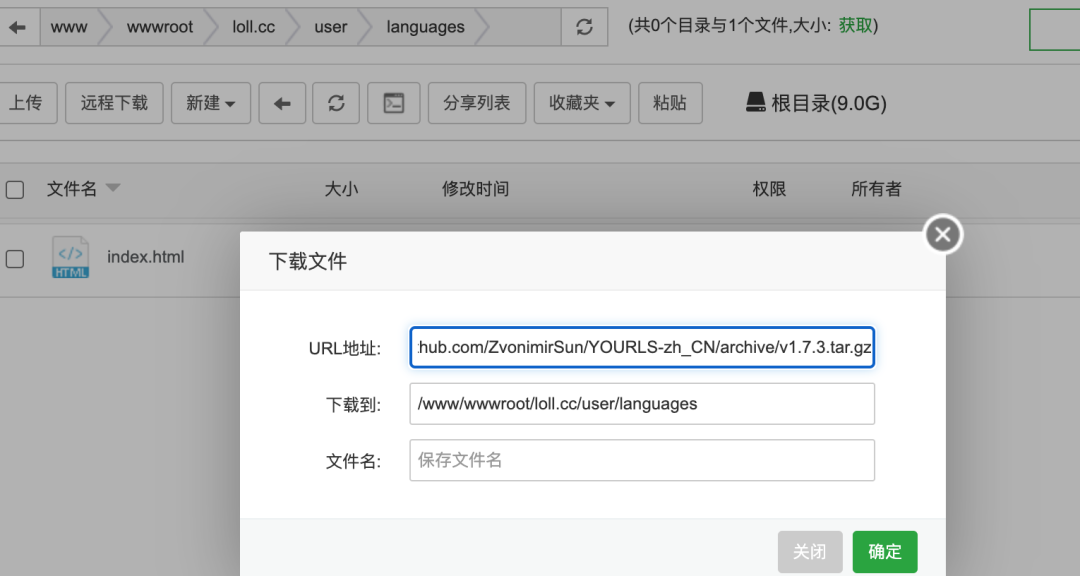 www wwwroot loll.cc user languages (共0个目录与1个文件,大小: 获取)
上传 远程下载 新建 分享列表 收藏夹 粘贴 根目录(9.0G)
文件名 大小 修改时间 权限 所有者
</> HTML index.html
下载文件
URL地址: hub.com/ZvonimirSun/YOURLS-zh_CN/archive/v1.7.3.tar.gz
下载到: /www/wwwroot/loll.cc/user/languages
文件名: 保存文件名
关闭 确定